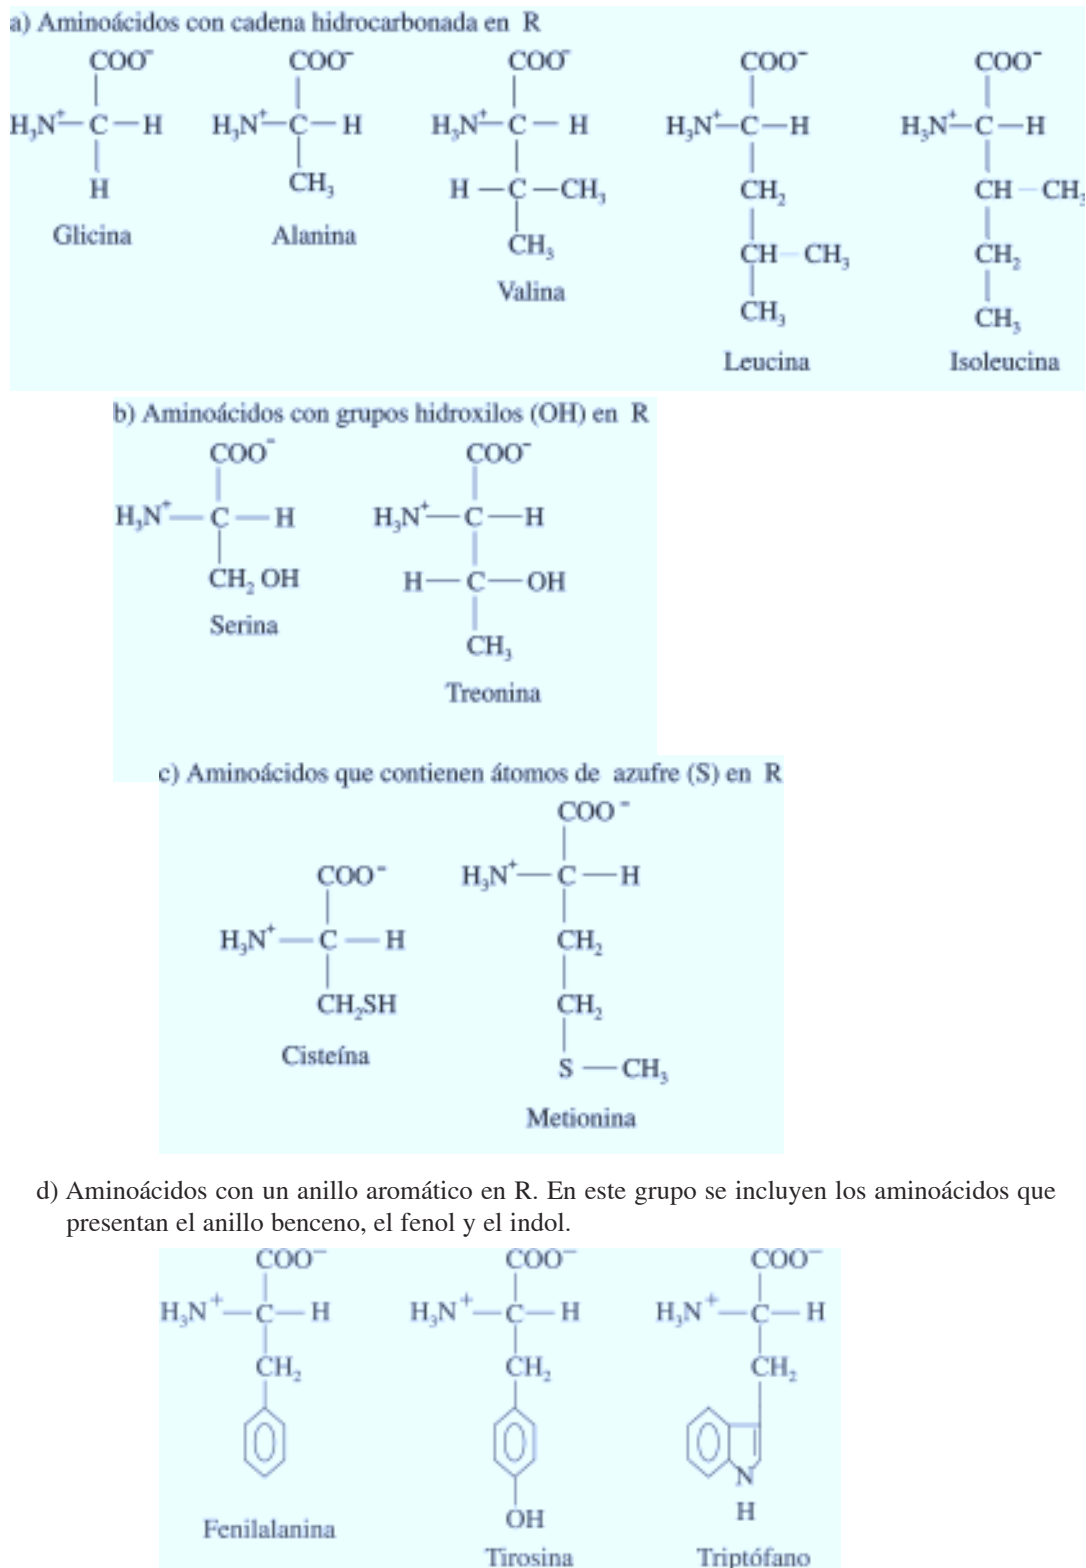 a) Aminoácidos con cadena hidrocarbonada en R
COO⁻ COO⁻ COO⁻ COO⁻ COO⁻
H₃N⁺—C—H H₃N⁺—C—H H₃N⁺—C—H H₃N⁺—C—H H₃N⁺—C—H
H CH₃ H—C—CH₃ CH₂ CH—CH₃
Glicina Alanina CH₃ CH—CH₃ CH₂
Valina CH₃ CH₃
Leucina Isoleucina
b) Aminoácidos con grupos hidroxilos (OH) en R
COO⁻ COO⁻
H₃N⁺—C—H H₃N⁺—C—H
CH₂ OH H—C—OH
Serina CH₃
Treonina
c) Aminoácidos que contienen átomos de azufre (S) en R
COO⁻
COO⁻ H₃N⁺—C—H
H₃N⁺—C—H CH₂
CH₂SH CH₂
Cisteína S—CH₃
Metionina
d) Aminoácidos con un anillo aromático en R. En este grupo se incluyen los aminoácidos que
presentan el anillo benceno, el fenol y el indol.
COO⁻ COO⁻ COO⁻
H₃N⁺—C—H H₃N⁺—C—H H₃N⁺—C—H
CH₂ CH₂ CH₂
N
OH H
Fenilalanina
Tirosina Triptófano